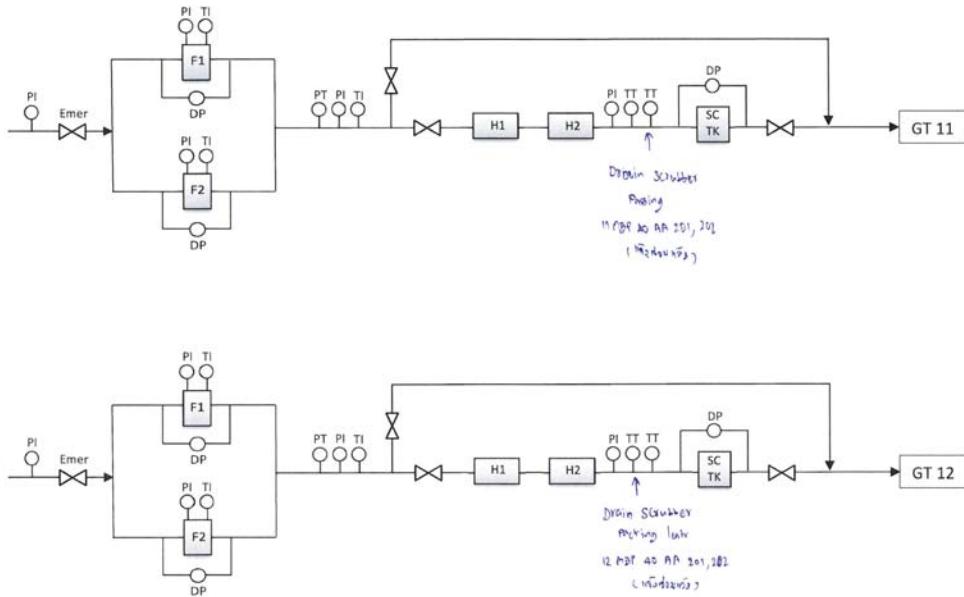 PI TI
F1
DP
PI
Emer
PI TI
F2
DP
PT PI TI
H1
H2
PI TT TT
DP
SC
TK
GT 11
Drain Scrubber
Passing
11 MBP 40 AA 201, 202
PI TI
F1
DP
PI
Emer
PI TI
F2
DP
PT PI TI
H1
H2
PI TT TT
DP
SC
TK
GT 12
Drain Scrubber
Packing
12 MBP 40 AA 201, 202